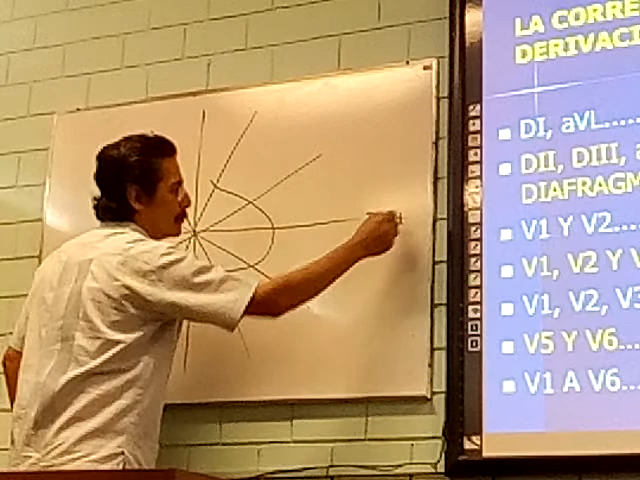 LA CORRE
DERIVACI
▪ DI, aVL.....
▪ DII, DIII, a
DIAFRAGM
▪ V1 Y V2....
▪ V1, V2 Y V
▪ V1, V2, V3
▪ V5 Y V6...
▪ V1 A V6...